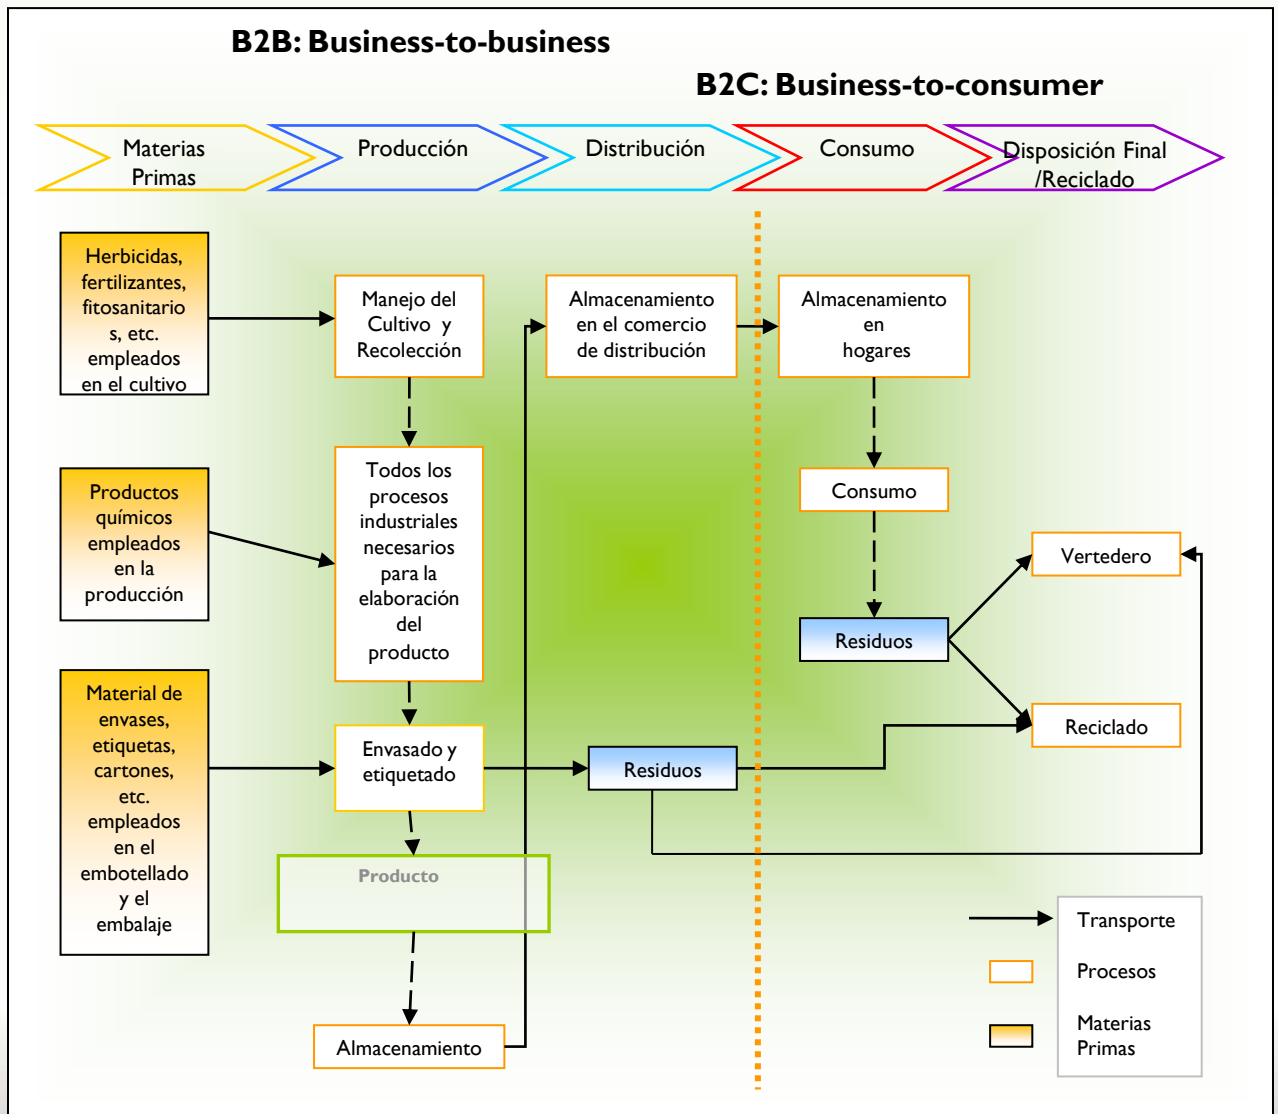 B2B: Business-to-business
B2C: Business-to-consumer
Materias
Primas
Producción
Distribución
Consumo
Disposición Final
/Reciclado
Herbicidas,
fertilizantes,
fitosanitario
s, etc.
empleados
en el cultivo
Manejo del
Cultivo y
Recolección
Almacenamiento
en el comercio
de distribución
Almacenamiento
en
hogares
Productos
químicos
empleados
en la
producción
Todos los
procesos
industriales
necesarios
para la
elaboración
del
producto
Consumo
Vertedero
Residuos
Material de
envases,
etiquetas,
cartones,
etc.
empleados
en el
embotellado
y el
embalaje
Envasado y
etiquetado
Residuos
Reciclado
Producto
Almacenamiento
Transporte
Procesos
Materias
Primas